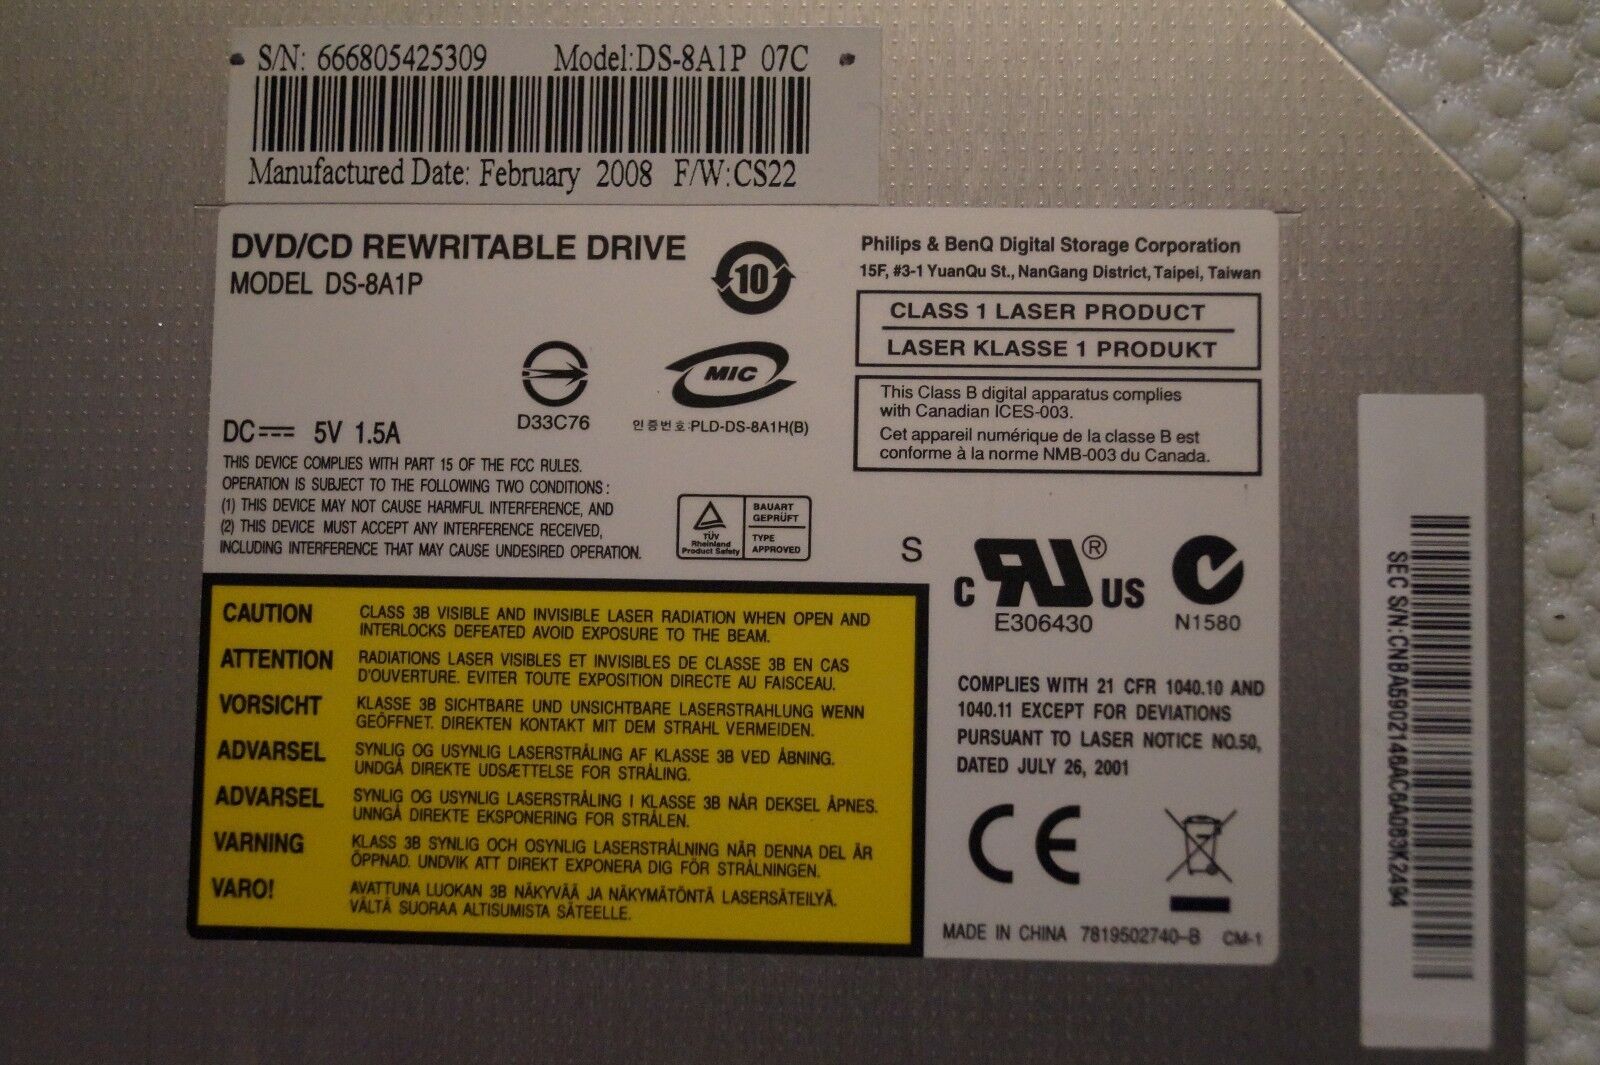 S/N: 666805425309 Model:DS-8A1P 07C
Manufactured Date: February 2008 F/W:CS22
DVD/CD REWRITABLE DRIVE
MODEL DS-8A1P
10
D33C76
MIC
인증번호:PLD-DS-8A1H(B)
DC 5V 1.5A
THIS DEVICE COMPLIES WITH PART 15 OF THE FCC RULES.
OPERATION IS SUBJECT TO THE FOLLOWING TWO CONDITIONS:
(1) THIS DEVICE MAY NOT CAUSE HARMFUL INTERFERENCE, AND
(2) THIS DEVICE MUST ACCEPT ANY INTERFERENCE RECEIVED,
INCLUDING INTERFERENCE THAT MAY CAUSE UNDESIRED OPERATION.
TÜV
Rheinland
Product Safety
BAUART
GEPRÜFT
TYPE
APPROVED
Philips & BenQ Digital Storage Corporation
15F, #3-1 YuanQu St., NanGang District, Taipei, Taiwan
CLASS 1 LASER PRODUCT
LASER KLASSE 1 PRODUKT
This Class B digital apparatus complies
with Canadian ICES-003.
Cet appareil numérique de la classe B est
conforme à la norme NMB-003 du Canada.
S
C RU® US
E306430
N1580
COMPLIES WITH 21 CFR 1040.10 AND
1040.11 EXCEPT FOR DEVIATIONS
PURSUANT TO LASER NOTICE NO.50,
DATED JULY 26, 2001
CE
MADE IN CHINA 7819502740-B CM-1
CAUTION CLASS 3B VISIBLE AND INVISIBLE LASER RADIATION WHEN OPEN AND
INTERLOCKS DEFEATED AVOID EXPOSURE TO THE BEAM.
ATTENTION RADIATIONS LASER VISIBLES ET INVISIBLES DE CLASSE 3B EN CAS
D'OUVERTURE. EVITER TOUTE EXPOSITION DIRECTE AU FAISCEAU.
VORSICHT KLASSE 3B SICHTBARE UND UNSICHTBARE LASERSTRAHLUNG WENN
GEÖFFNET. DIREKTEN KONTAKT MIT DEM STRAHL VERMEIDEN.
ADVARSEL SYNLIG OG USYNLIG LASERSTRÅLING AF KLASSE 3B VED ÅBNING.
UNDGÅ DIREKTE UDSÆTTELSE FOR STRÅLING.
ADVARSEL SYNLIG OG USYNLIG LASERSTRÅLING I KLASSE 3B NÅR DEKSEL ÅPNES.
UNNGÅ DIREKTE EKSPONERING FOR STRÅLEN.
VARNING KLASS 3B SYNLIG OCH OSYNLIG LASERSTRÅLNING NÅR DENNA DEL ÄR
ÖPPNAD. UNDVIK ATT DIREKT EXPONERA DIG FÖR STRÅLNINGEN.
VARO! AVATTUNA LUOKAN 3B NÄKYVÄÄ JA NÄKYMÄTÖNTÄ LASERSÄTEILYÄ.
VÄLTÄ SUORAA ALTISUMISTA SÄTEELLE.
SEC S/N:CNBA5902146AC6A083K2494